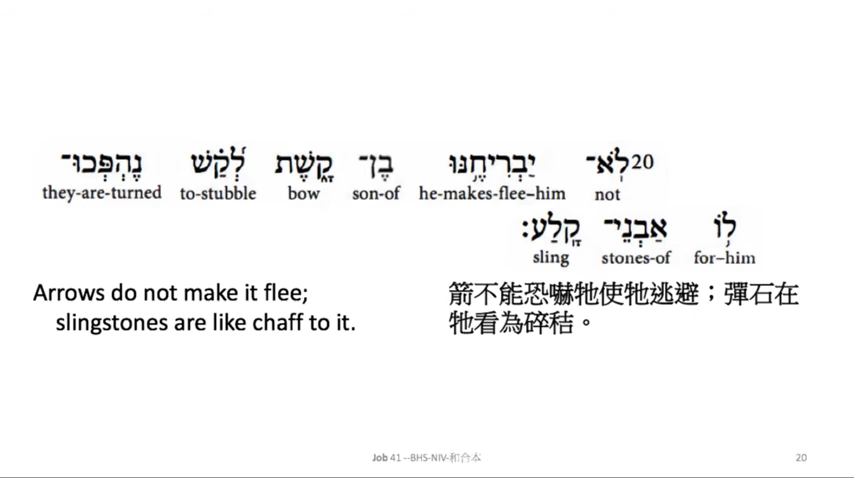 20 לֹֽא־ יַבְרִיחֶ֥נּוּ בֶן־ קָ֑שֶׁת לְ֝קַ֗שׁ נֶהְפְּכוּ־
not he-makes-flee–him son-of bow to-stubble they-are-turned
ל֥וֹ אַבְנֵי־ קָֽלַע׃
for–him stones-of sling
Arrows do not make it flee;
slingstones are like chaff to it.
箭不能恐嚇牠使牠逃避；彈石在
牠看為碎秸。
Job 41 --BHS-NIV-和合本
20